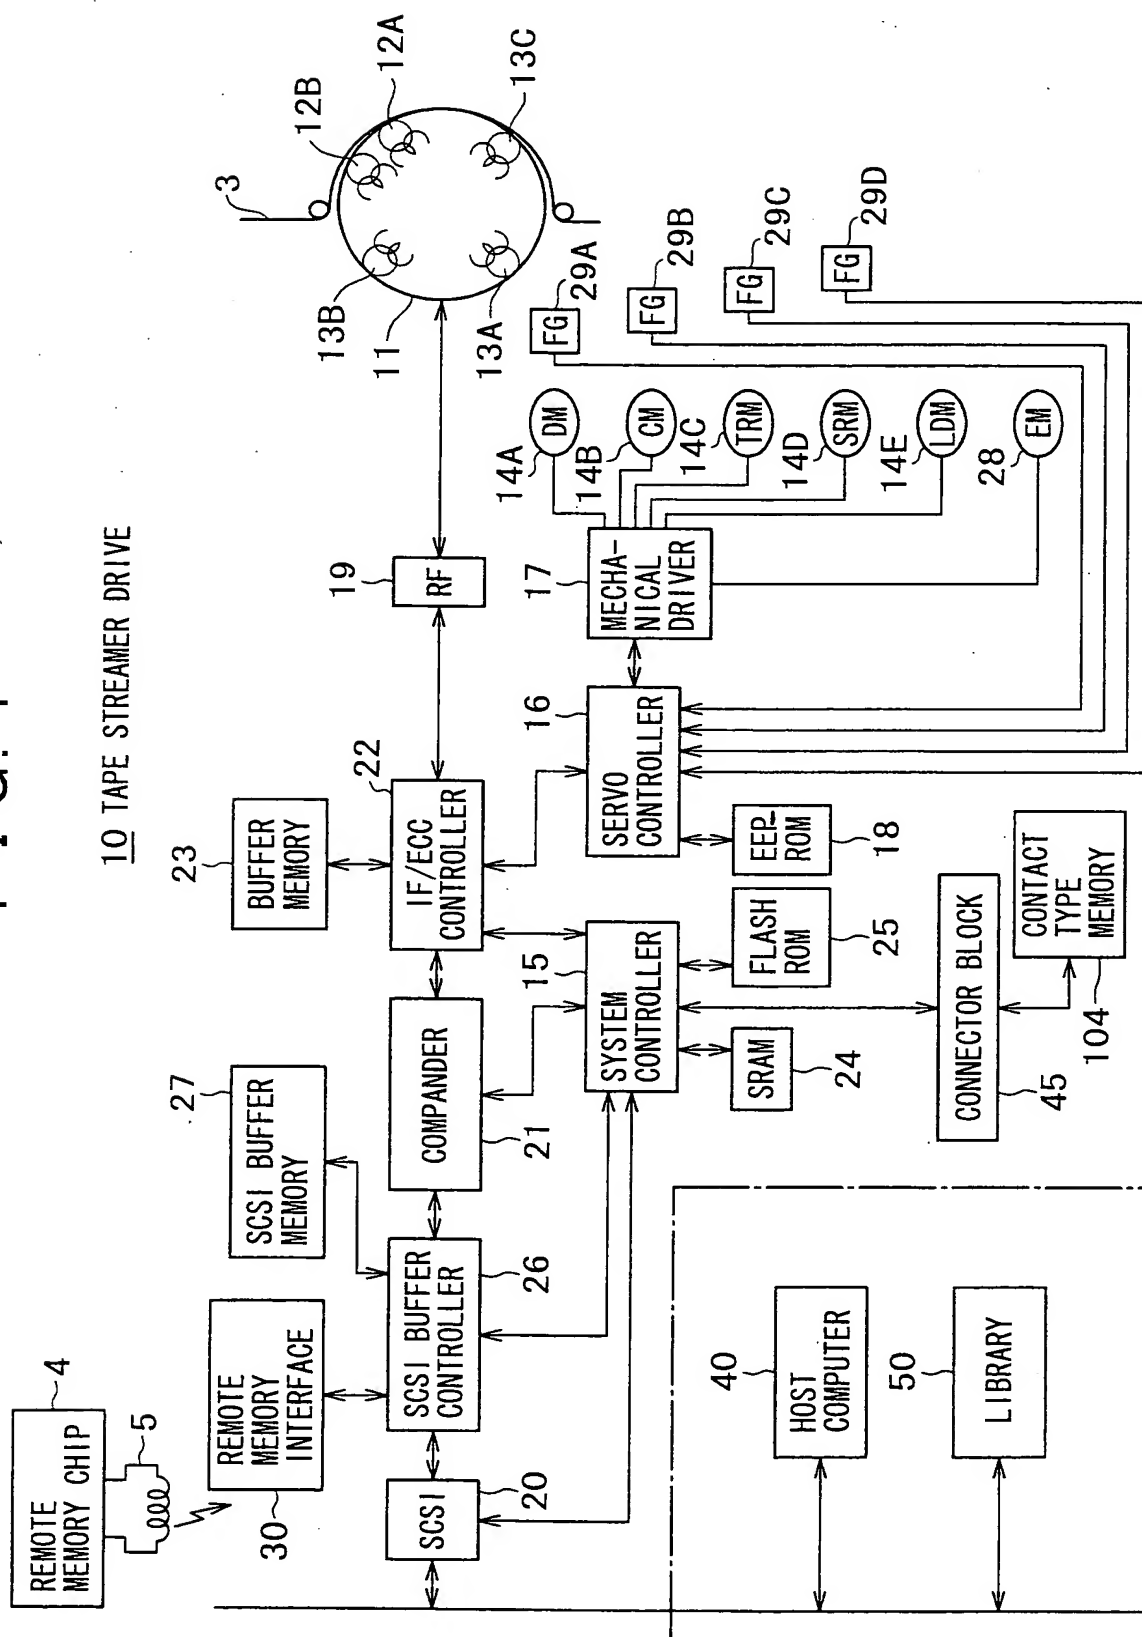 10 TAPE STREAMER DRIVE
REMOTE
MEMORY CHIP
4
5
REMOTE
MEMORY
INTERFACE
30
SCSI BUFFER
MEMORY
27
BUFFER
MEMORY
23
3
12B
12A
13C
13B
11
13A
SCSI
20
SCSI BUFFER
CONTROLLER
26
COMPANDER
21
IF/ECC
CONTROLLER
22
RF
19
SYSTEM
CONTROLLER
15
SERVO
CONTROLLER
16
MECHA-
NICAL
DRIVER
17
14A
DM
14B
CM
14C
TRM
14D
SRM
14E
LDM
28
EM
FG
29A
FG
29B
FG
29C
FG
29D
SRAM
24
FLASH
ROM
25
EEP-
ROM
18
HOST
COMPUTER
40
LIBRARY
50
CONNECTOR BLOCK
45
CONTACT
TYPE
MEMORY
104